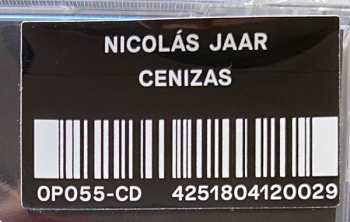 NICOLÁS JAAR
CENIZAS
OP055-CD 4251804120029